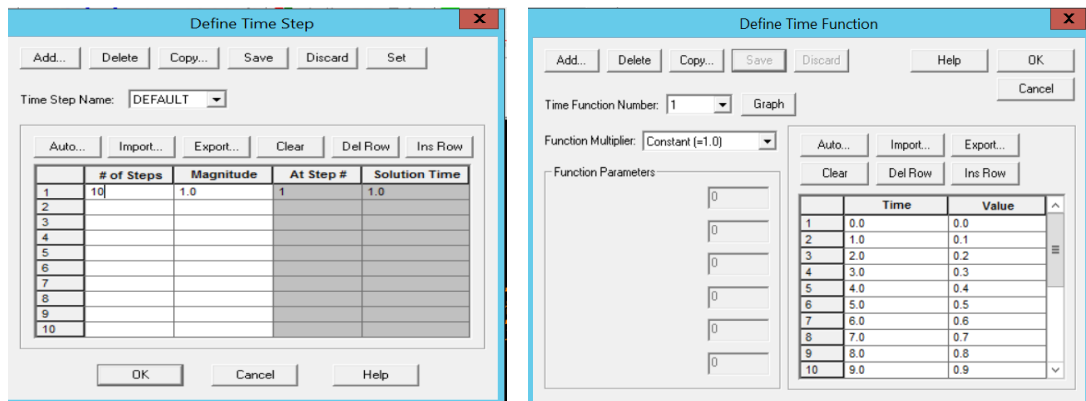 Define Time Step
X
Add... Delete Copy... Save Discard Set
Time Step Name: DEFAULT
Auto... Import... Export... Clear Del Row Ins Row
# of Steps Magnitude At Step # Solution Time
1 10 1.0 1 1.0
2
3
4
5
6
7
8
9
10
OK Cancel Help
Define Time Function
X
Add... Delete Copy... Save Discard Help OK
Cancel
Time Function Number: 1 Graph
Function Multiplier: Constant (=1.0)
Function Parameters
0
0
0
0
0
0
Auto... Import... Export...
Clear Del Row Ins Row
Time Value
1 0.0 0.0
2 1.0 0.1
3 2.0 0.2
4 3.0 0.3
5 4.0 0.4
6 5.0 0.5
7 6.0 0.6
8 7.0 0.7
9 8.0 0.8
10 9.0 0.9